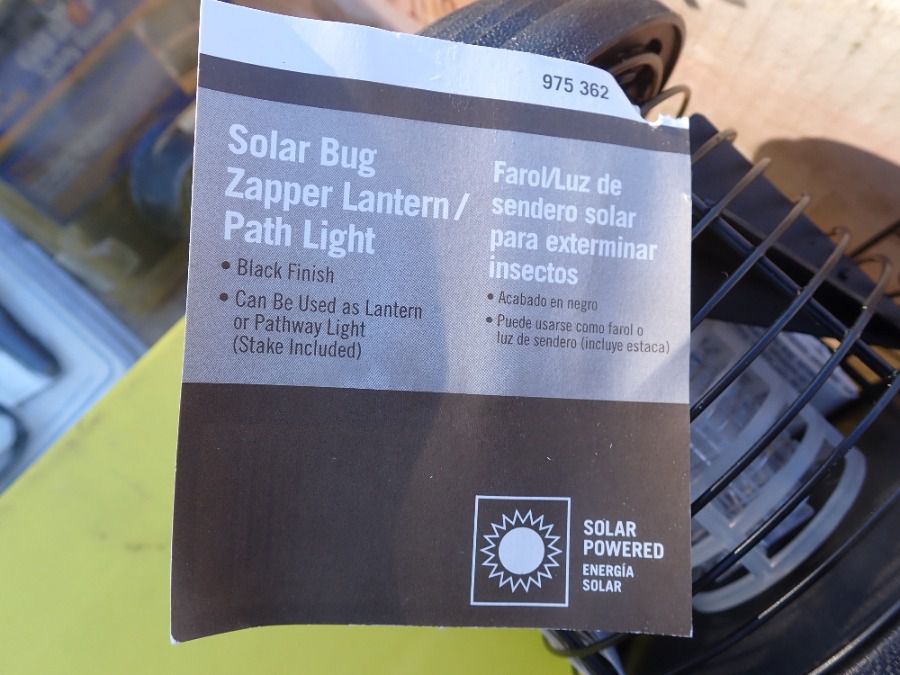 975 362
Solar Bug
Zapper Lantern /
Path Light
• Black Finish
• Can Be Used as Lantern
or Pathway Light
(Stake Included)
Farol/Luz de
sendero solar
para exterminar
insectos
• Acabado en negro
• Puede usarse como farol o
luz de sendero (incluye estaca)
SOLAR
POWERED
ENERGÍA
SOLAR